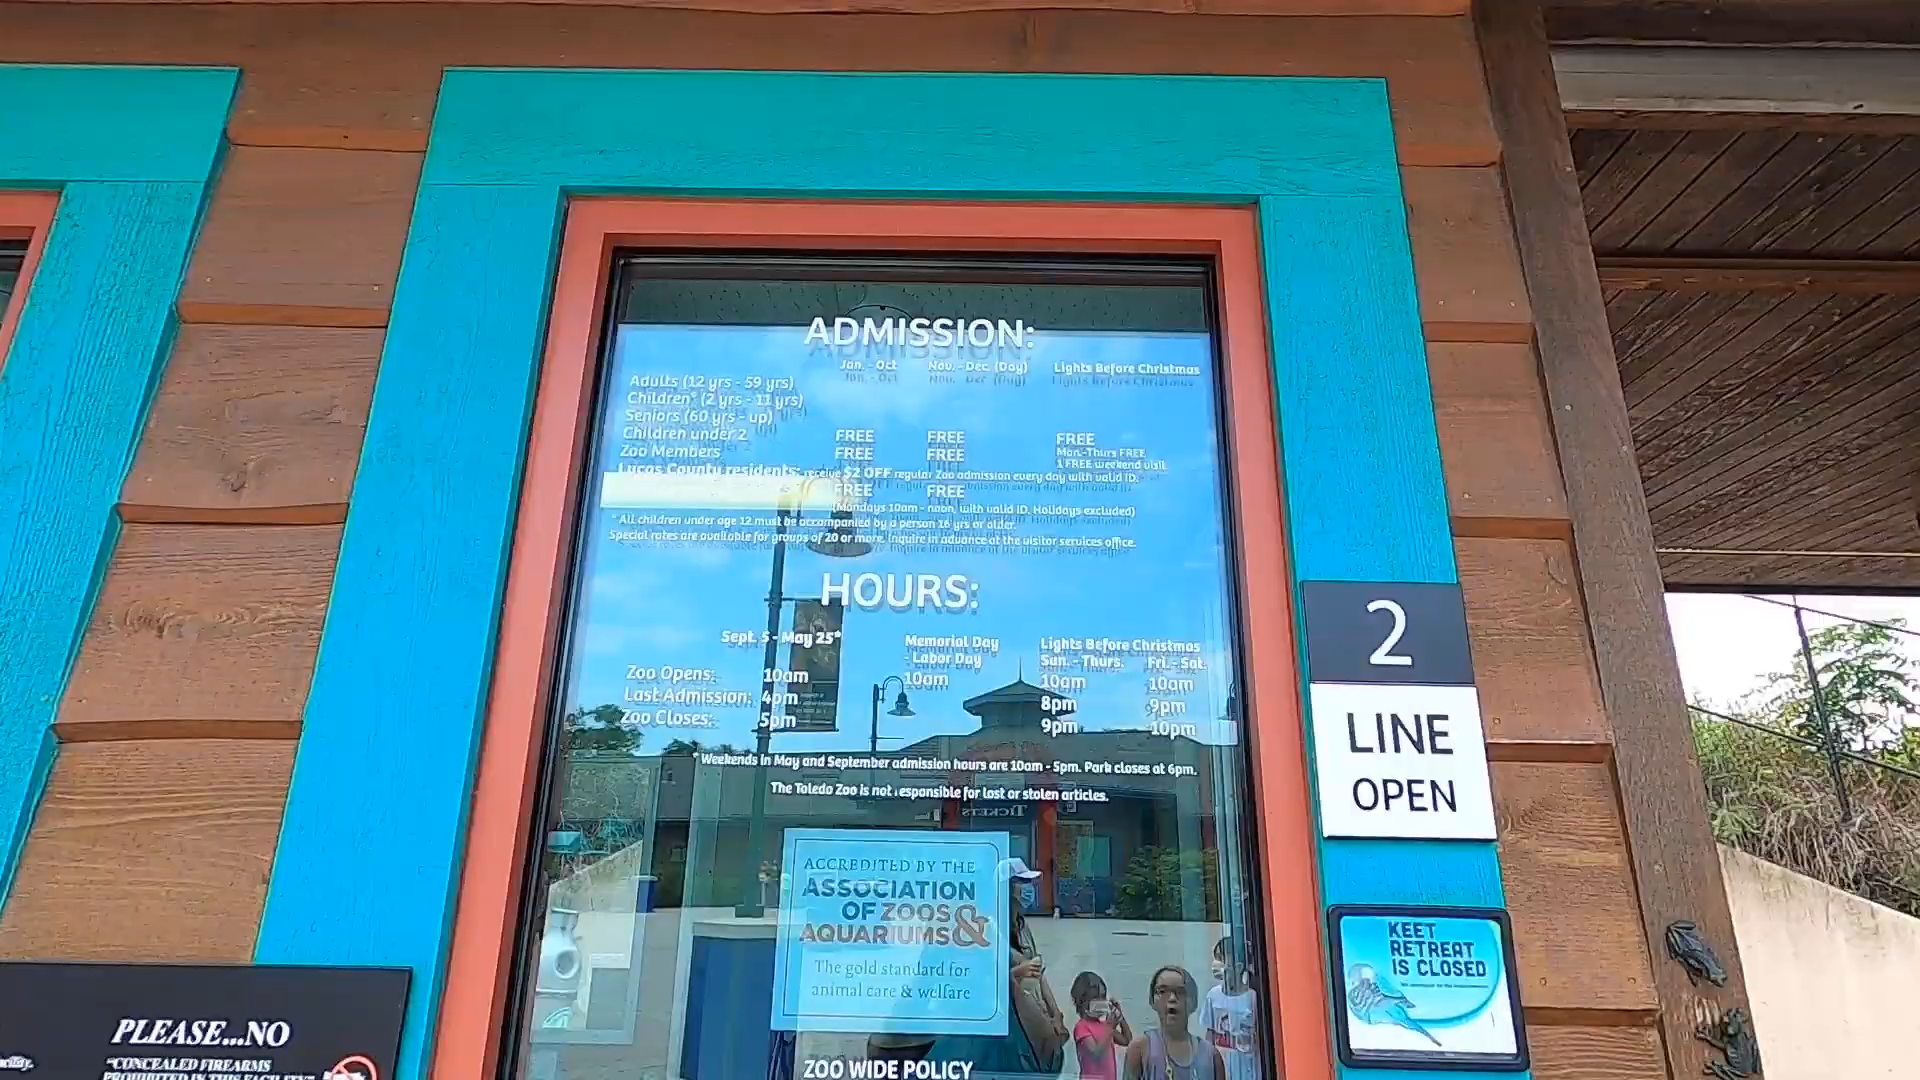 ADMISSION:
Jan. - Oct Nov. - Dec. (Day) Lights Before Christmas
Adults (12 yrs - 59 yrs)
Children* (2 yrs - 11 yrs)
Seniors (60 yrs - up)
Children under 2 FREE FREE FREE
Zoo Members FREE FREE Mon.-Thurs FREE
1 FREE weekend visit
Lucas County residents: receive $2 OFF regular Zoo admission every day with valid ID.
FREE FREE
(Mondays 10am - noon, with valid ID. Holidays excluded)
* All children under age 12 must be accompanied by a person 16 yrs or older.
Special rates are available for groups of 20 or more. Inquire in advance at the visitor services office.
HOURS:
Sept. 5 - May 25* Memorial Day - Labor Day Lights Before Christmas
Sun. - Thurs. Fri. - Sat.
Zoo Opens: 10am 10am 10am 10am
Last Admission: 4pm 8pm 9pm
Zoo Closes: 5pm 9pm 10pm
* Weekends in May and September admission hours are 10am - 5pm. Park closes at 6pm.
The Toledo Zoo is not responsible for lost or stolen articles.
ACCREDITED BY THE
ASSOCIATION
OF ZOOS &
AQUARIUMS
The gold standard for
animal care & welfare
ZOO WIDE POLICY
2
LINE
OPEN
KEET
RETREAT
IS CLOSED
PLEASE...NO
"CONCEALED FIREARMS
PROHIBITED IN THIS FACILITY"